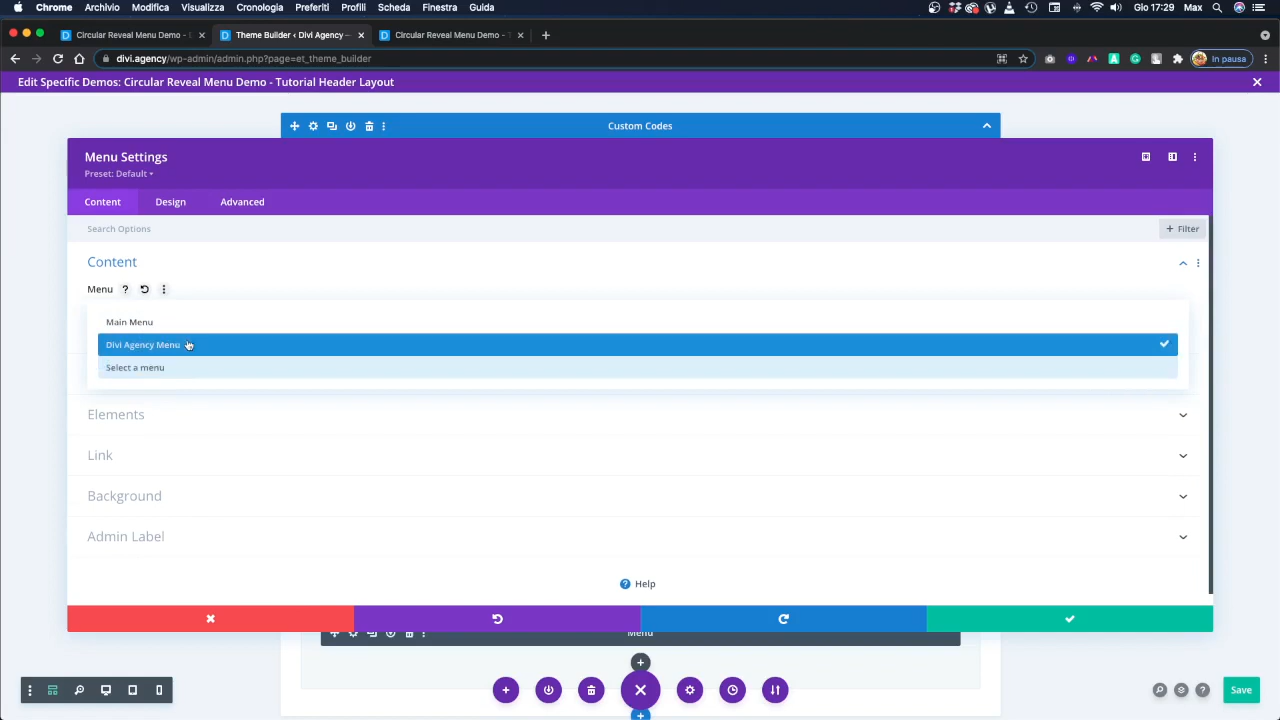 Chrome Archivio Modifica Visualizza Cronologia Preferiti Profili Scheda Finestra Guida Gio 17:29 Max
Circular Reveal Menu Demo - Theme Builder ‹ Divi Agency — Circular Reveal Menu Demo - T
divi.agency/wp-admin/admin.php?page=et_theme_builder In pausa
Edit Specific Demos: Circular Reveal Menu Demo - Tutorial Header Layout
Custom Codes
Menu Settings
Preset: Default
Content Design Advanced
Search Options + Filter
Content
Menu ?
Main Menu
Divi Agency Menu
Select a menu
Elements
Link
Background
Admin Label
? Help
Menu
? Save